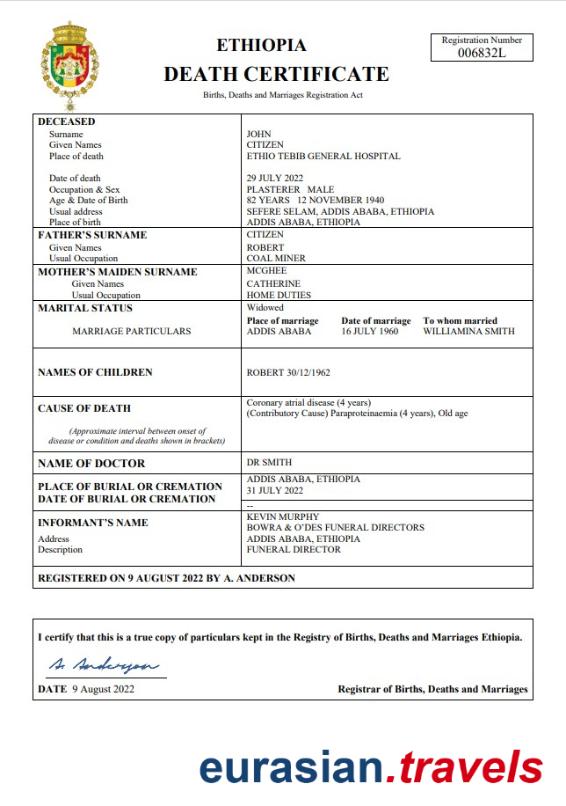 ETHIOPIA
DEATH CERTIFICATE
Births, Deaths and Marriages Registration Act
Registration Number
006832L
DECEASED
Surname JOHN
Given Names CITIZEN
Place of death ETHIO TEBIB GENERAL HOSPITAL
Date of death 29 JULY 2022
Occupation & Sex PLASTERER MALE
Age & Date of Birth 82 YEARS 12 NOVEMBER 1940
Usual address SEFERE SELAM, ADDIS ABABA, ETHIOPIA
Place of birth ADDIS ABABA, ETHIOPIA
FATHER'S SURNAME CITIZEN
Given Names ROBERT
Usual Occupation COAL MINER
MOTHER'S MAIDEN SURNAME MCGHEE
Given Names CATHERINE
Usual Occupation HOME DUTIES
MARITAL STATUS Widowed
Place of marriage Date of marriage To whom married
MARRIAGE PARTICULARS ADDIS ABABA 16 JULY 1960 WILLIAMINA SMITH
NAMES OF CHILDREN ROBERT 30/12/1962
CAUSE OF DEATH Coronary atrial disease (4 years)
(Contributory Cause) Paraproteinaemia (4 years), Old age
(Approximate interval between onset of
disease or condition and deaths shown in brackets)
NAME OF DOCTOR DR SMITH
PLACE OF BURIAL OR CREMATION ADDIS ABABA, ETHIOPIA
DATE OF BURIAL OR CREMATION 31 JULY 2022
--
INFORMANT'S NAME KEVIN MURPHY
BOWRA & O'DES FUNERAL DIRECTORS
Address ADDIS ABABA, ETHIOPIA
Description FUNERAL DIRECTOR
REGISTERED ON 9 AUGUST 2022 BY A. ANDERSON
I certify that this is a true copy of particulars kept in the Registry of Births, Deaths and Marriages Ethiopia.
A. Anderson
DATE 9 August 2022 Registrar of Births, Deaths and Marriages
eurasian.travels